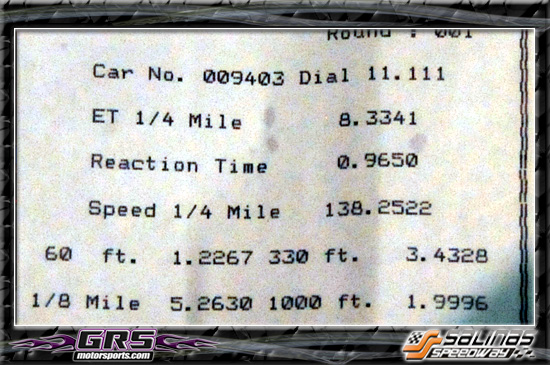 Round : 001
Car No. 009403 Dial 11.111
ET 1/4 Mile 8.3341
Reaction Time 0.9650
Speed 1/4 Mile 138.2522
60 ft. 1.2267 330 ft. 3.4328
1/8 Mile 5.2630 1000 ft. 1.9996
GRS
motorsports.com
Salinas
SPEEDWAY